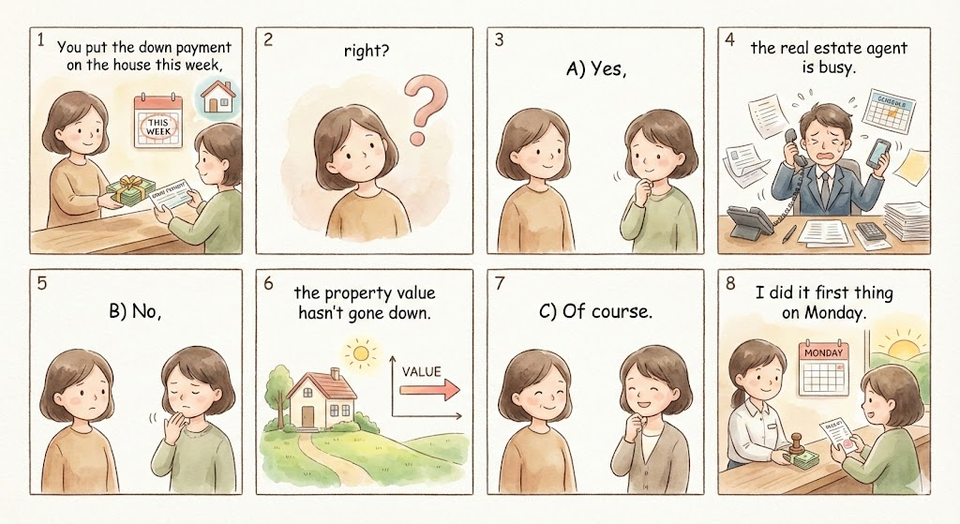 1
You put the down payment
on the house this week,
THIS
WEEK
DOWN PAYMENT
2
right?
3
A) Yes,
4
the real estate agent
is busy.
SCHEDULE
5
B) No,
6
the property value
hasn't gone down.
VALUE
7
C) Of course.
8
I did it first thing
on Monday.
MONDAY